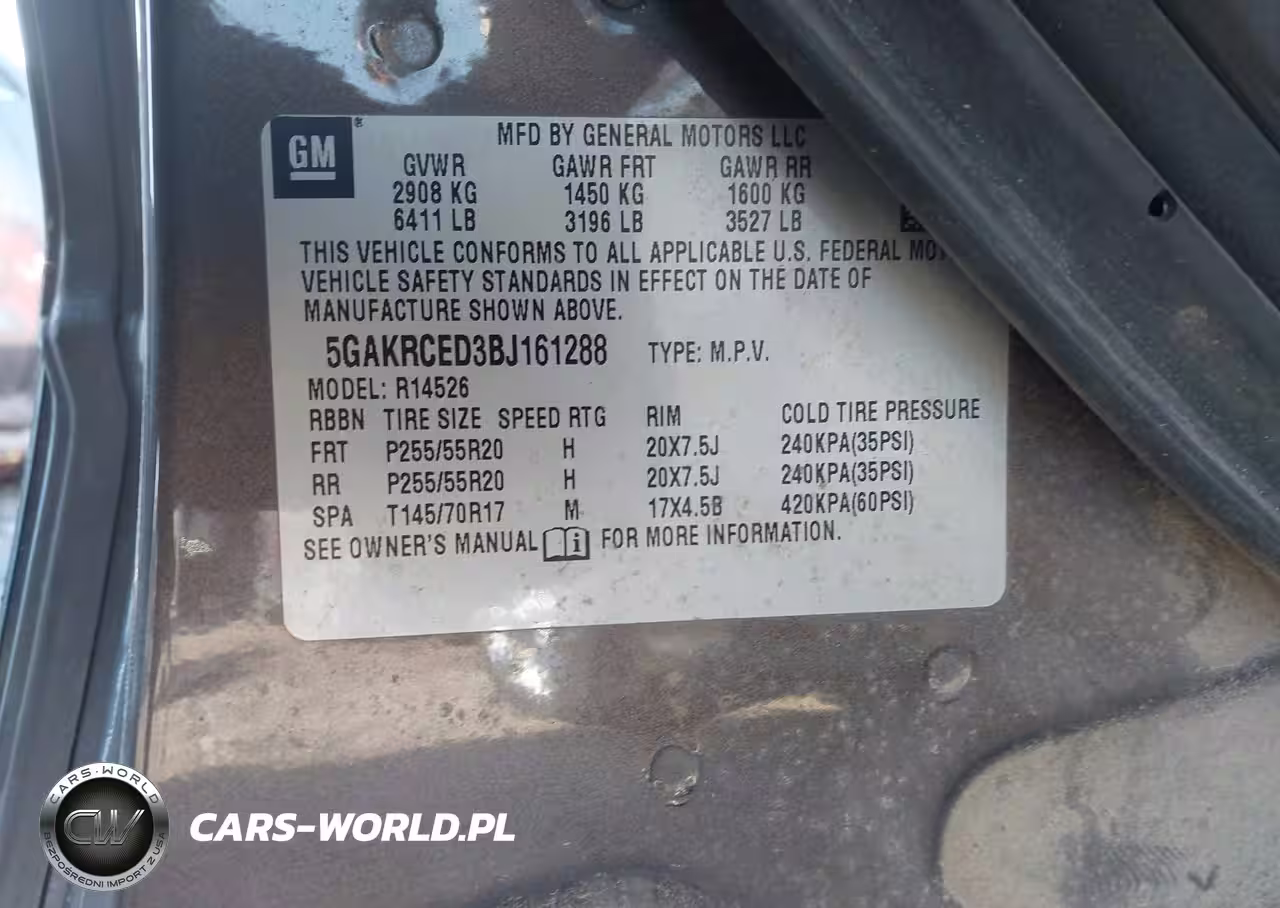 GM
MFD BY GENERAL MOTORS LLC
GVWR GAWR FRT GAWR RR
2908 KG 1450 KG 1600 KG
6411 LB 3196 LB 3527 LB
THIS VEHICLE CONFORMS TO ALL APPLICABLE U.S. FEDERAL
VEHICLE SAFETY STANDARDS IN EFFECT ON THE DATE OF
MANUFACTURE SHOWN ABOVE.
5GAKRCED3BJ161288 TYPE: M.P.V.
MODEL: R14526
RBBN TIRE SIZE SPEED RTG RIM COLD TIRE PRESSURE
FRT P255/55R20 H 20X7.5J 240KPA(35PSI)
RR P255/55R20 H 20X7.5J 240KPA(35PSI)
SPA T145/70R17 M 17X4.5B 420KPA(60PSI)
SEE OWNER'S MANUAL i FOR MORE INFORMATION.
CARS-WORLD
CW
BEZPOŚREDNI IMPORT Z USA
CARS-WORLD.PL